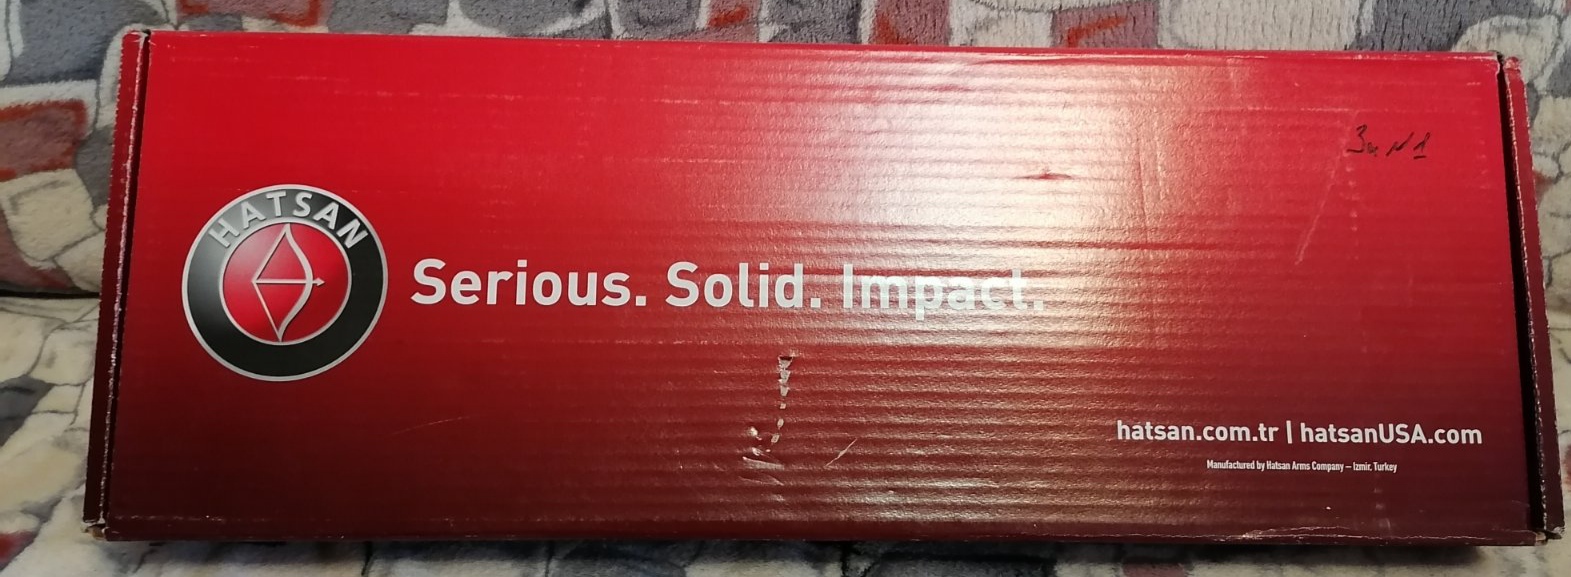 HATSAN
Serious. Solid. Impact.
hatsan.com.tr | hatsanUSA.com
Manufactured by Hatsan Arms Company – Izmir, Turkey